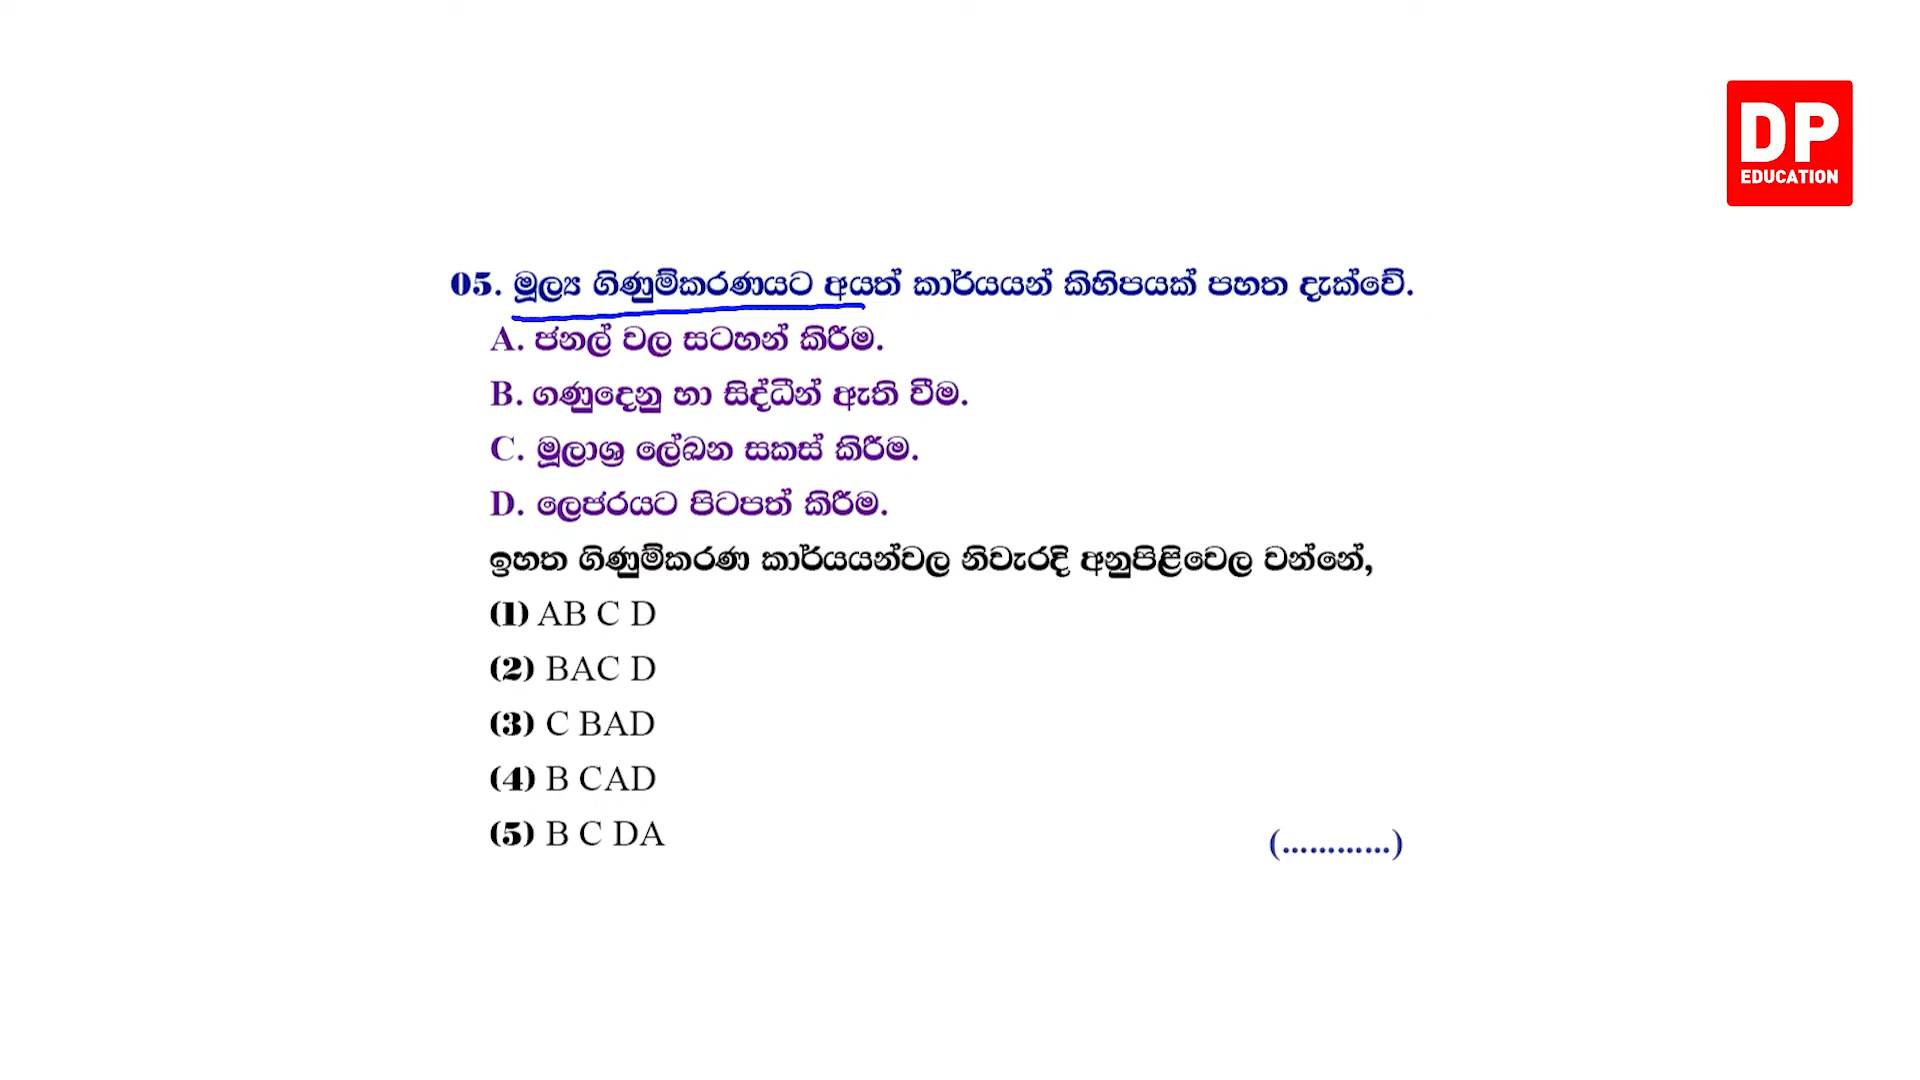 DP
EDUCATION
05. මූල්‍ය ගිණුම්කරණයට අයත් කාර්යයන් කිහිපයක් පහත දැක්වේ.
A. ජනල් වල සටහන් කිරීම.
B. ගණුදෙනු හා සිද්ධීන් ඇති වීම.
C. මූලාශ්‍ර ලේඛන සකස් කිරීම.
D. ලෙජරයට පිටපත් කිරීම.
ඉහත ගිණුම්කරණ කාර්යයන්වල නිවැරදි අනුපිළිවෙල වන්නේ,
(1) AB C D
(2) BAC D
(3) C BAD
(4) B CAD
(5) B C DA
(............)